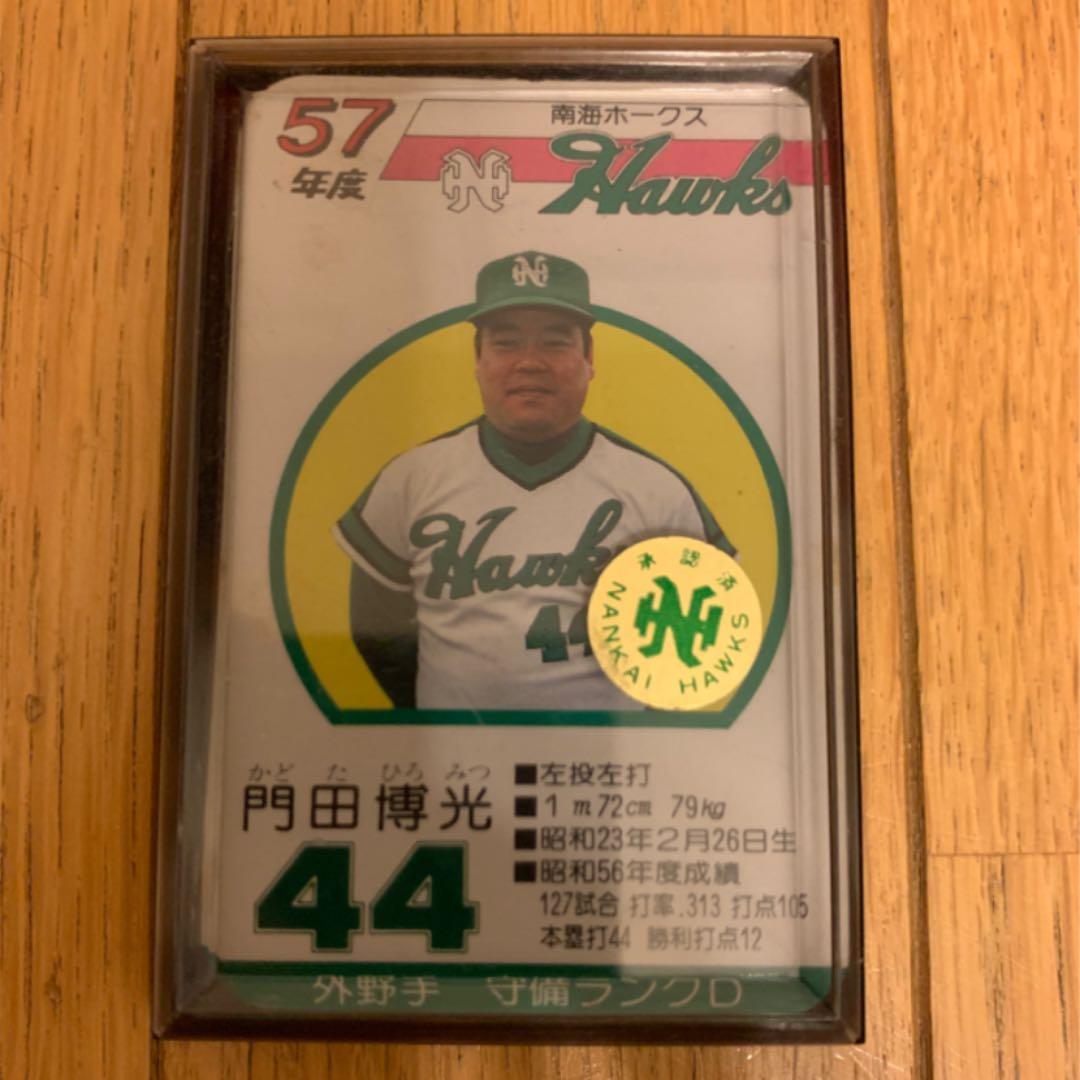 57
年度
南海ホークス
N Hawks
N
Hawk
44
承認済
NANKAI HAWKS
かどたひろみつ
門田博光
44
■左投左打
■1m72cm 79kg
■昭和23年2月26日生
■昭和56年度成績
127試合 打率.313 打点105
本塁打44 勝利打点12
外野手 守備ランクD